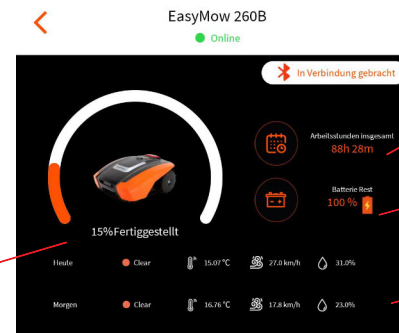 EasyMow 260B
Online
In Verbindung gebracht
Arbeitsstunden insgesamt
88h 28m
Batterie Rest
100 %
15%Fertiggestellt
Heute Clear 15.07 °C 27.0 km/h 31.0%
Morgen Clear 16.76 °C 17.8 km/h 23.0%